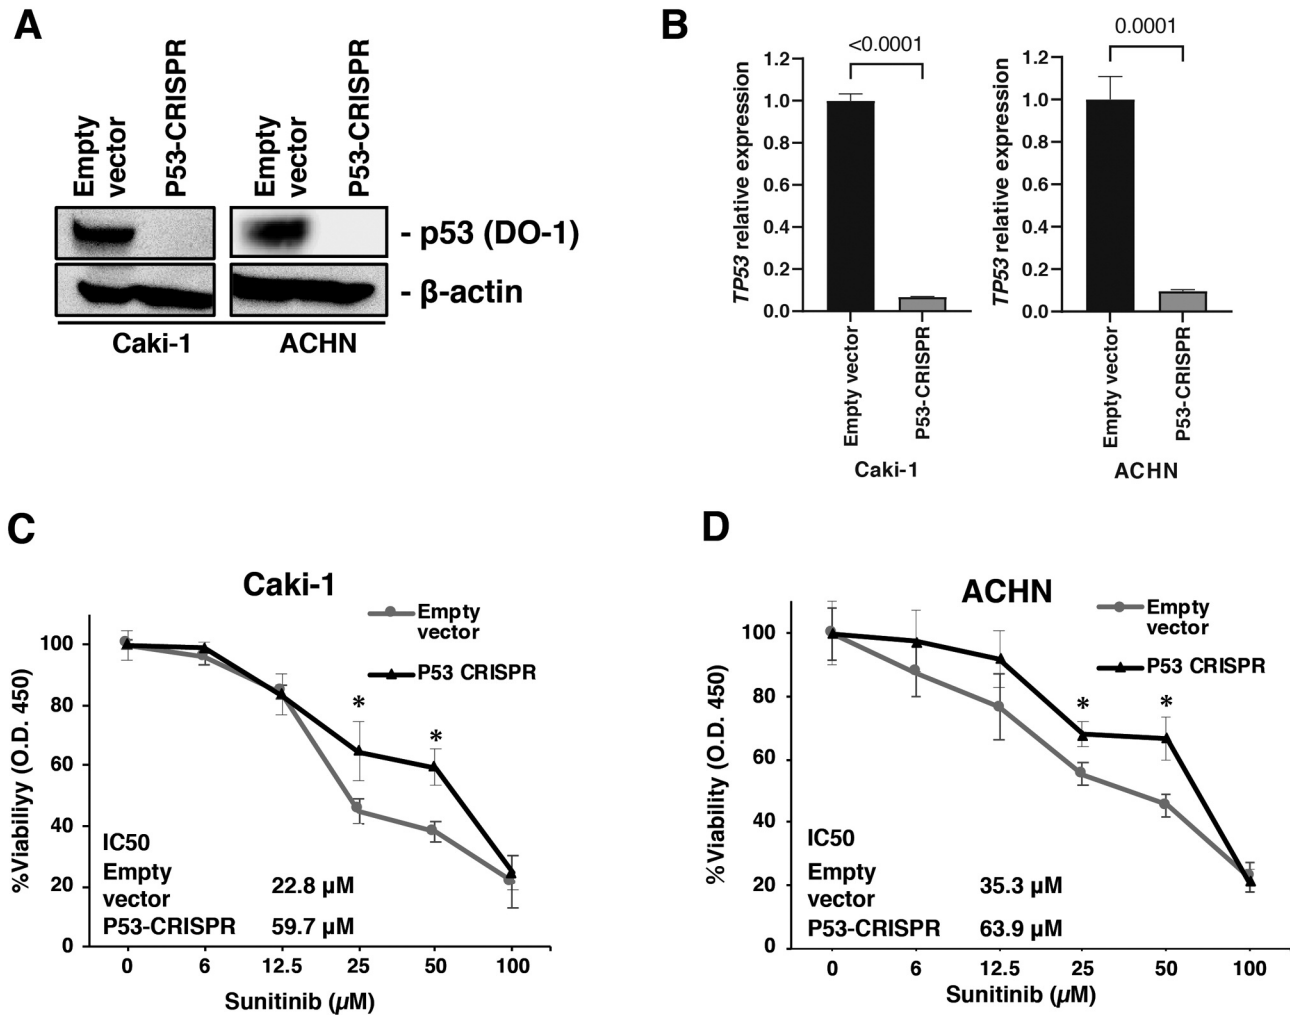 A
Empty
vector
P53-CRISPR
Empty
vector
P53-CRISPR
- p53 (DO-1)
- β-actin
Caki-1
ACHN
B
<0.0001
TP53 relative expression
1.2
1.0
0.8
0.6
0.4
0.2
0.0
Empty vector
P53-CRISPR
Caki-1
0.0001
TP53 relative expression
1.2
1.0
0.8
0.6
0.4
0.2
0.0
Empty vector
P53-CRISPR
ACHN
C
Caki-1
Empty
vector
P53 CRISPR
%Viabiliyy (O.D. 450)
100
80
60
40
20
0
*
*
IC50
Empty
vector 22.8 µM
P53-CRISPR 59.7 µM
0 6 12.5 25 50 100
Sunitinib (µM)
D
ACHN
Empty
vector
P53 CRISPR
%Viability (O.D. 450)
100
80
60
40
20
0
*
*
IC50
Empty
vector 35.3 µM
P53-CRISPR 63.9 µM
0 6 12.5 25 50 100
Sunitinib (µM)